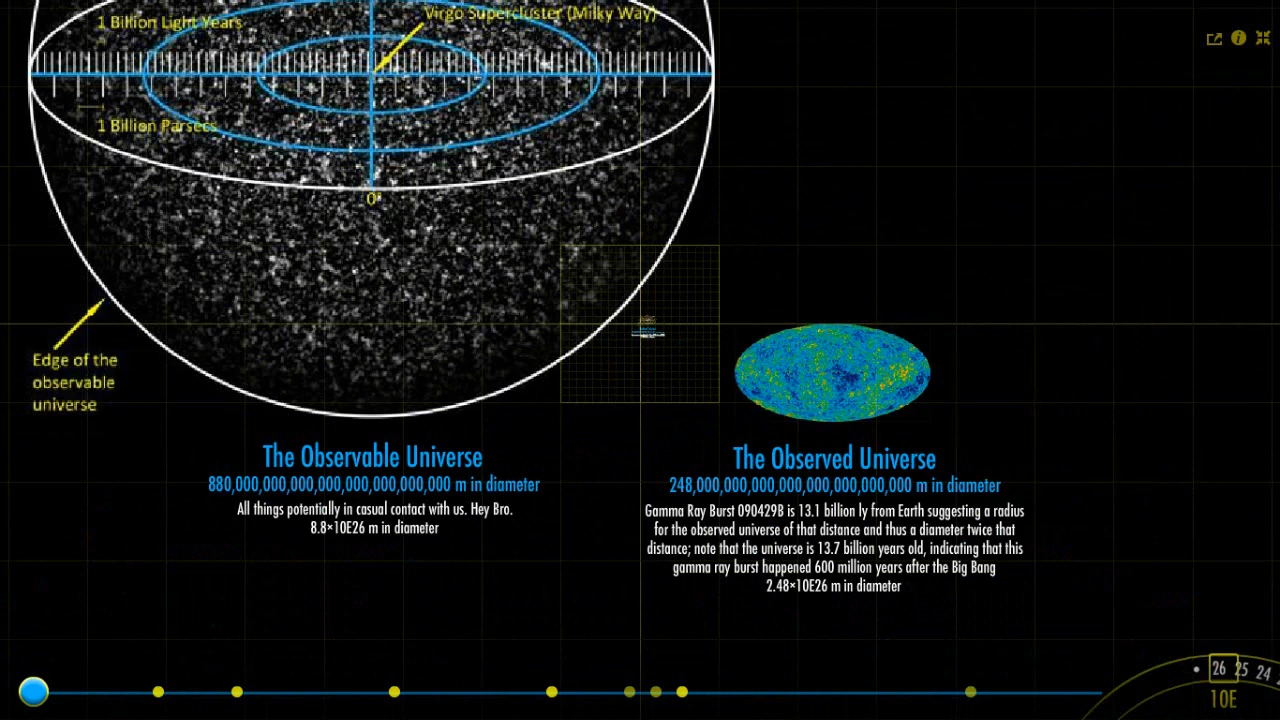 1 Billion Light Years
Virgo Supercluster (Milky Way)
1 Billion Parsecs
0°
Edge of the
observable
universe
The Observable Universe
880,000,000,000,000,000,000,000,000 m in diameter
All things potentially in casual contact with us. Hey Bro.
8.8×10E26 m in diameter
The Observed Universe
248,000,000,000,000,000,000,000,000 m in diameter
Gamma Ray Burst 090429B is 13.1 billion ly from Earth suggesting a radius
for the observed universe of that distance and thus a diameter twice that
distance; note that the universe is 13.7 billion years old, indicating that this
gamma ray burst happened 600 million years after the Big Bang
2.48×10E26 m in diameter
26 25 24
10E